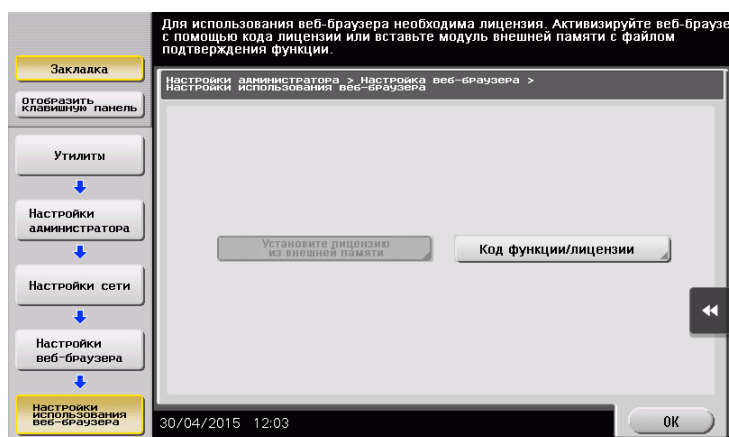 Для использования веб-браузера необходима лицензия. Активизируйте веб-браузе
с помощью кода лицензии или вставьте модуль внешней памяти с файлом
подтверждения функции.
Закладка
Отобразить
клавишную панель
Настройки администратора > Настройка веб-браузера >
Настройки использования веб-браузера
Утилиты
Настройки
администратора
Настройки сети
Настройки
веб-браузера
Настройки
использования
веб-браузера
Установите лицензию
из внешней памяти
Код функции/лицензии
30/04/2015 12:03
OK